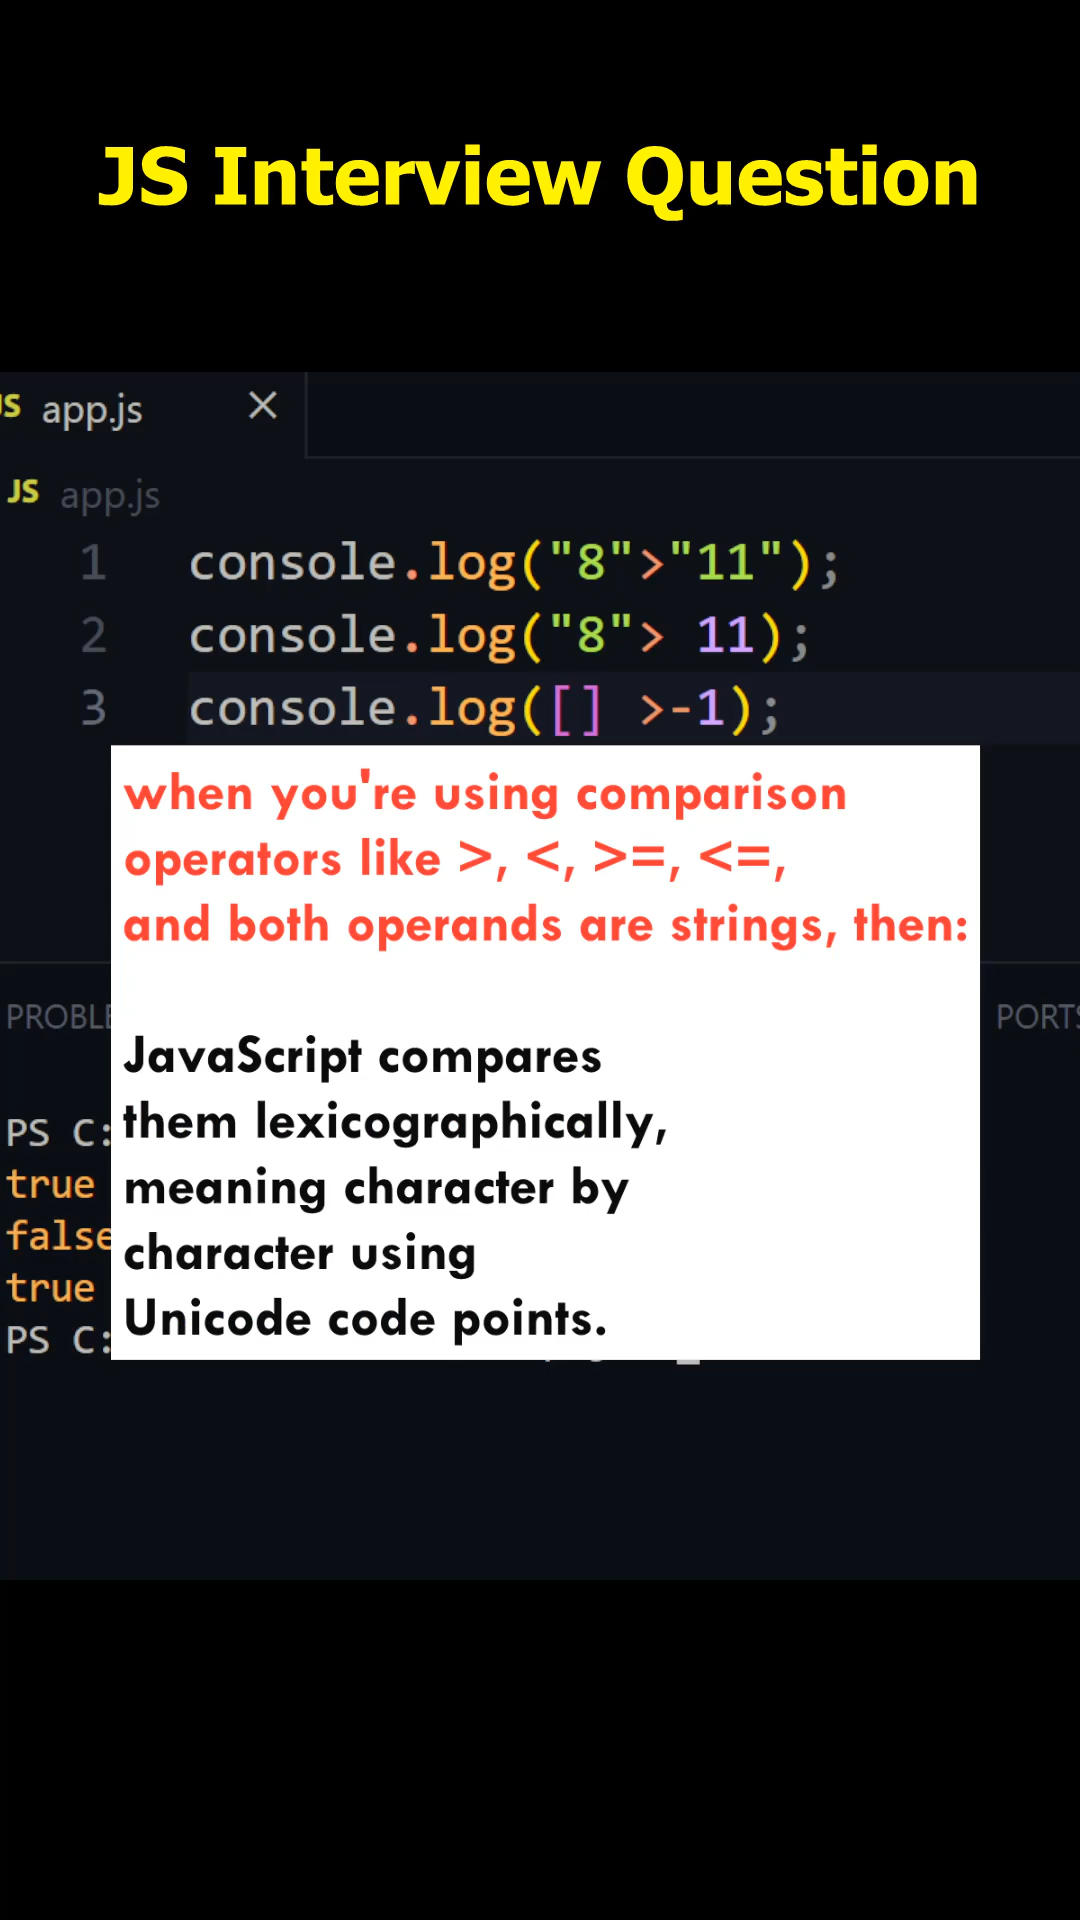 JS Interview Question
JS app.js ×
JS app.js
1 console.log("8">"11");
2 console.log("8"> 11);
3 console.log([] >-1);
when you're using comparison
operators like >, <, >=, <=,
and both operands are strings, then:
JavaScript compares
them lexicographically,
meaning character by
character using
Unicode code points.
PROBLE
PORTS
PS C:
true
false
true
PS C: